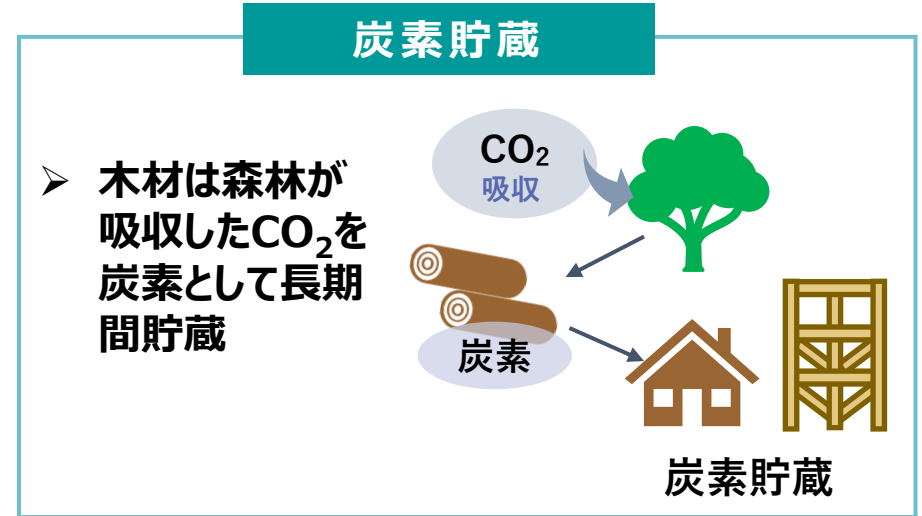 炭素貯蔵
➢ 木材は森林が
吸収したCO₂を
炭素として長期
間貯蔵
CO₂
吸収
炭素
炭素貯蔵